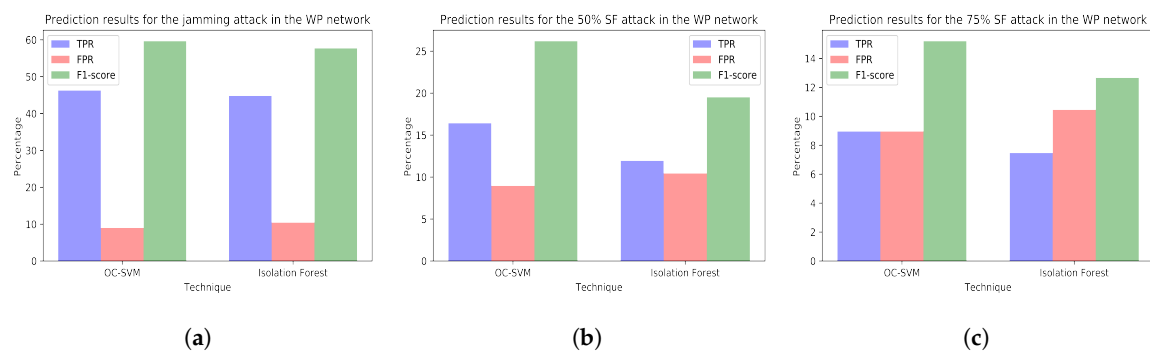 Prediction results for the jamming attack in the WP network
60
50
40
30
20
10
0
Percentage
TPR
FPR
F1-score
OC-SVM
Isolation Forest
Technique
(a)
Prediction results for the 50% SF attack in the WP network
25
20
15
10
5
0
Percentage
TPR
FPR
F1-score
OC-SVM
Isolation Forest
Technique
(b)
Prediction results for the 75% SF attack in the WP network
14
12
10
8
6
4
2
0
Percentage
TPR
FPR
F1-score
OC-SVM
Isolation Forest
Technique
(c)